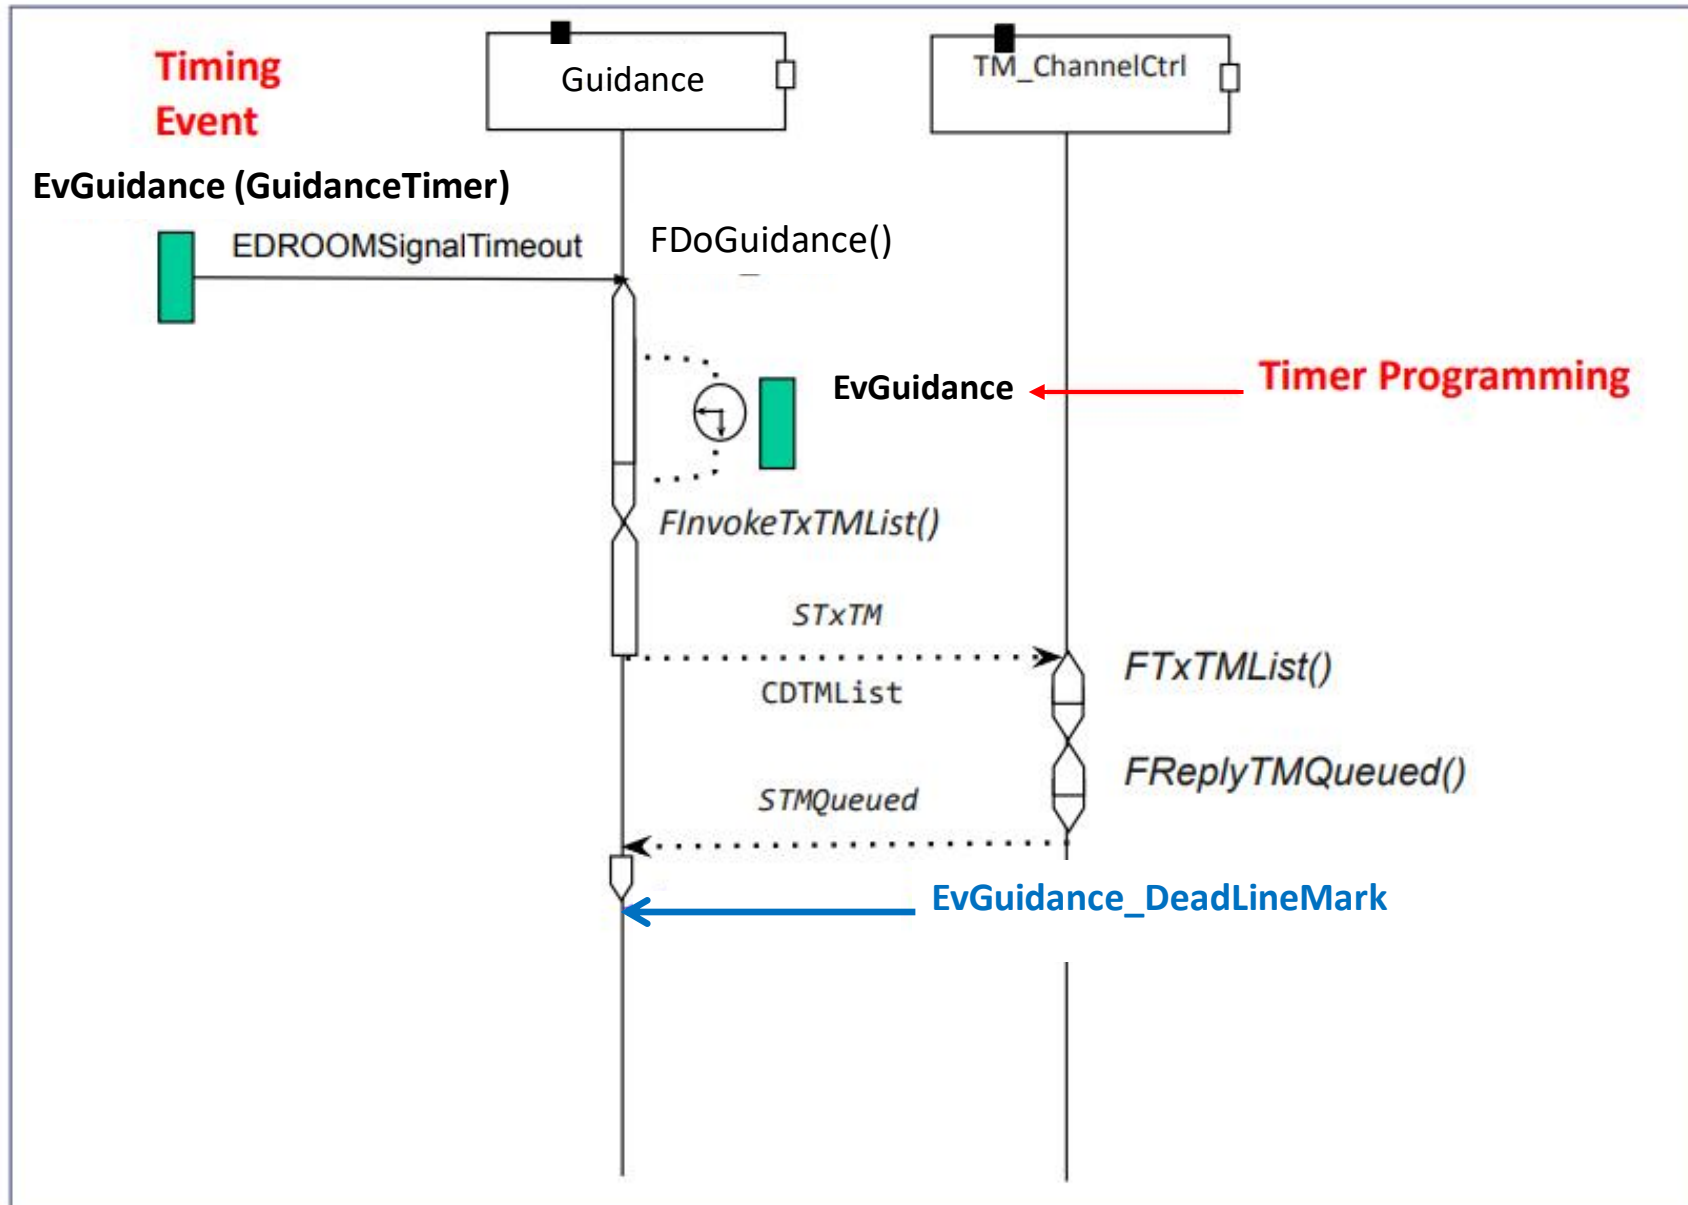 Timing
Event
Guidance
TM_ChannelCtrl
EvGuidance (GuidanceTimer)
EDROOMSignalTimeout
FDoGuidance()
EvGuidance
Timer Programming
FInvokeTxTMList()
STxTM
CDTMList
FTxTMList()
FReplyTMQueued()
STMQueued
EvGuidance_DeadLineMark